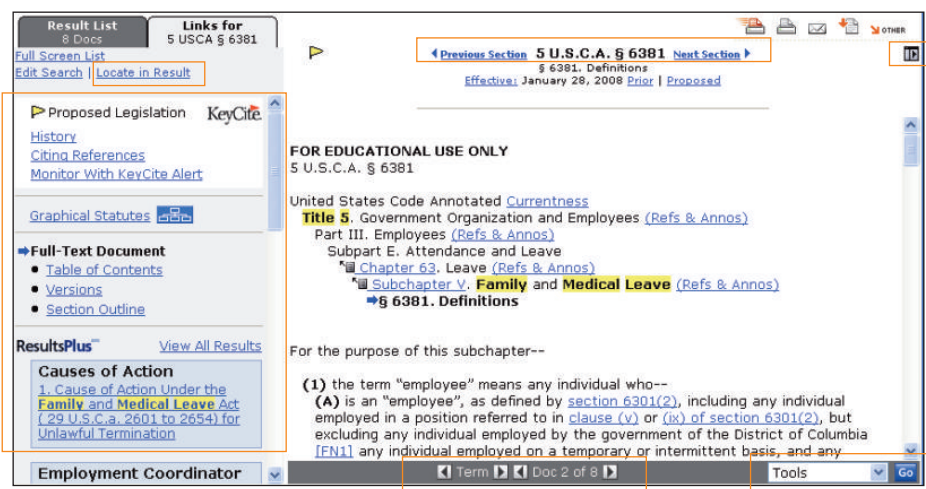 Result List
8 Docs
Links for
5 USCA § 6381
Full Screen List
Edit Search | Locate in Result
Proposed Legislation KeyCite.
History
Citing References
Monitor With KeyCite Alert
Graphical Statutes
Full-Text Document
• Table of Contents
• Versions
• Section Outline
ResultsPlus™ View All Results
Causes of Action
1. Cause of Action Under the
Family and Medical Leave Act
( 29 U.S.C.a. 2601
to 2654) for
Unlawful Termination
Employment Coordinator
OTHER
Previous Section 5 U.S.C.A. § 6381 Next Section
§ 6381. Definitions
Effective: January 28, 2008 Prior | Proposed
FOR EDUCATIONAL USE ONLY
5 U.S.C.A. § 6381
United States Code Annotated Currentness
Title 5. Government Organization and Employees (Refs & Annos)
Part III. Employees (Refs & Annos)
Subpart E. Attendance and Leave
Chapter 63. Leave (Refs & Annos)
Subchapter V. Family and Medical Leave (Refs & Annos)
§ 6381. Definitions
For the purpose of this subchapter--
(1) the term "employee" means any individual who--
(A) is an "employee", as defined by section 6301(2), including any individual
employed in a position referred to in clause (v) or (ix) of section 6301(2), but
excluding any individual employed by the government of the District of Columbia
[FN1] any individual employed on a temporary or intermittent basis, and any
Term Doc 2 of 8
Tools Go